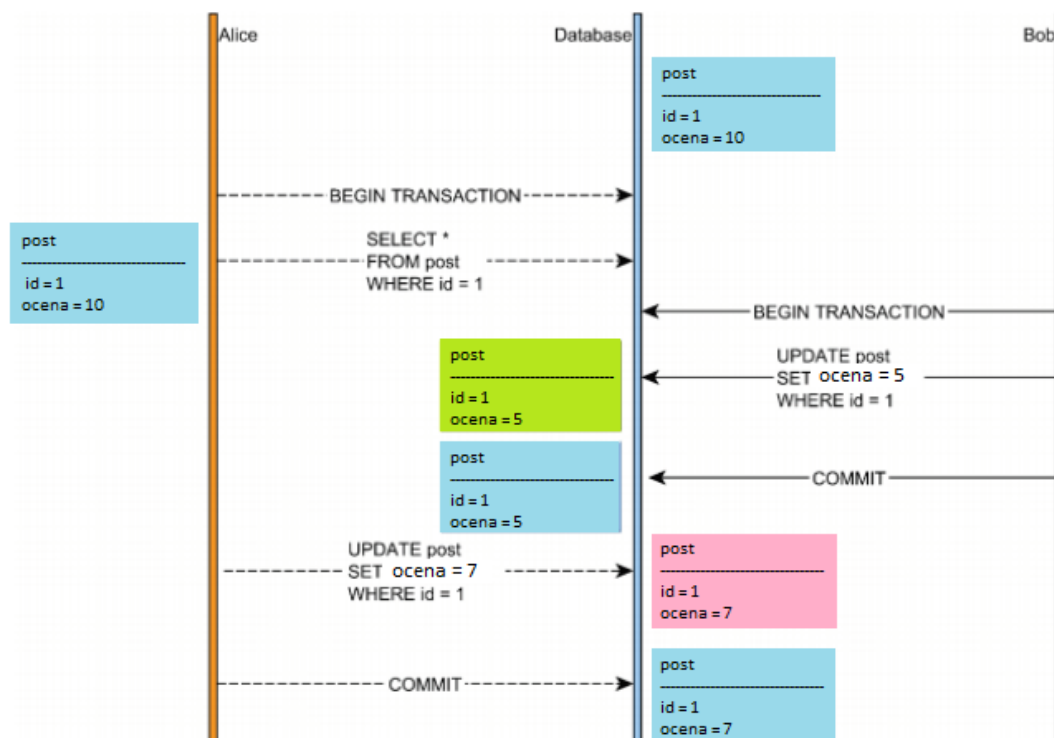 Alice
Database
Bob
post
id = 1
ocena = 10
BEGIN TRANSACTION
post
id = 1
ocena = 10
SELECT *
FROM post
WHERE id = 1
BEGIN TRANSACTION
post
id = 1
ocena = 5
UPDATE post
SET ocena = 5
WHERE id = 1
post
id = 1
ocena = 5
COMMIT
UPDATE post
SET ocena = 7
WHERE id = 1
post
id = 1
ocena = 7
COMMIT
post
id = 1
ocena = 7